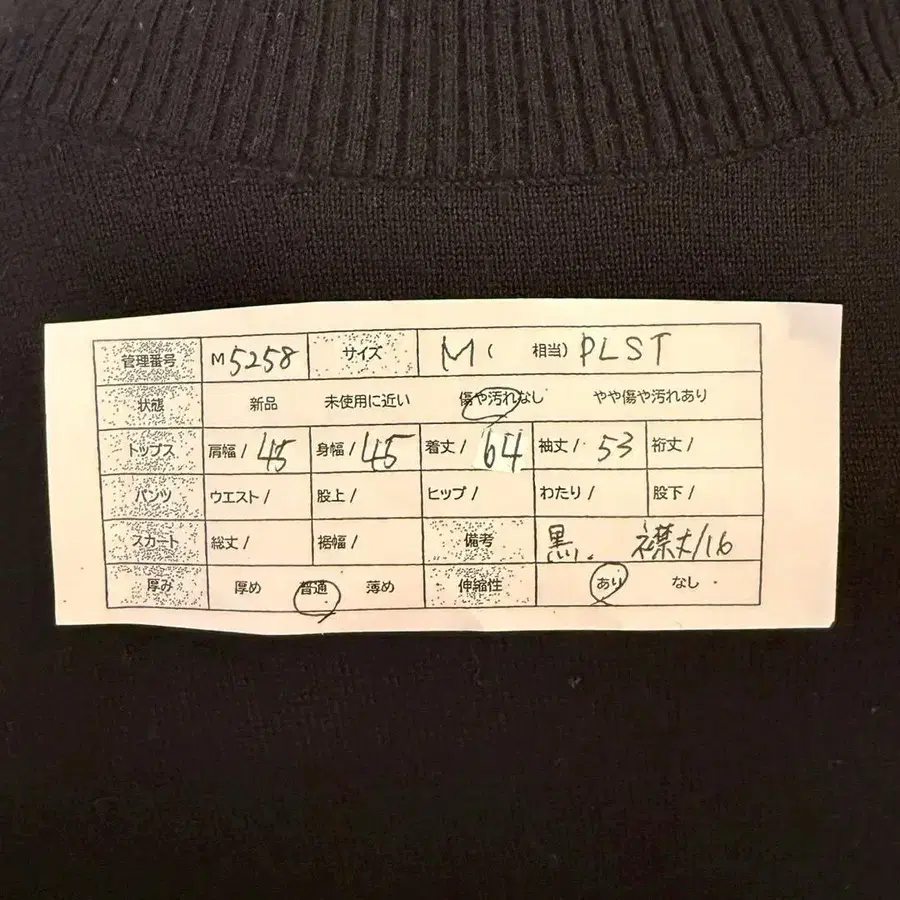 管理番号 M5258 サイズ M ( 相当) PLST
状態 新品 未使用に近い 傷や汚れなし やや傷や汚れあり
トップス 肩幅/45 身幅/45 着丈/64 袖丈/53 裄丈/
パンツ ウエスト/ 股上/ ヒップ/ わたり/ 股下/
スカート 総丈/ 裾幅/ 備考 黒. 襟丈/16
厚み 厚め 普通 薄め 伸縮性 あり なし